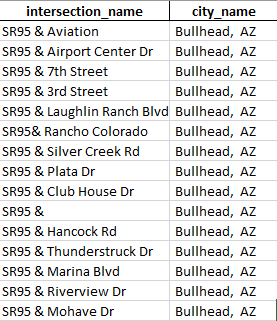 intersection_name city_name
SR95 & Aviation Bullhead, AZ
SR95 & Airport Center Dr Bullhead, AZ
SR95 & 7th Street Bullhead, AZ
SR95 & 3rd Street Bullhead, AZ
SR95 & Laughlin Ranch Blvd Bullhead, AZ
SR95& Rancho Colorado Bullhead, AZ
SR95 & Silver Creek Rd Bullhead, AZ
SR95 & Plata Dr Bullhead, AZ
SR95 & Club House Dr Bullhead, AZ
SR95 & Bullhead, AZ
SR95 & Hancock Rd Bullhead, AZ
SR95 & Thunderstruck Dr Bullhead, AZ
SR95 & Marina Blvd Bullhead, AZ
SR95 & Riverview Dr Bullhead, AZ
SR95 & Mohave Dr Bullhead, AZ